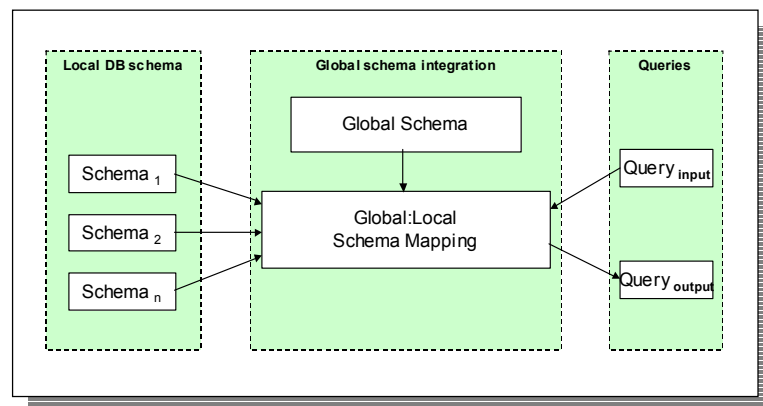 Local DB schema
Global schema integration
Queries
Global Schema
Schema 1
Schema 2
Schema n
Global:Local
Schema Mapping
Query input
Query output